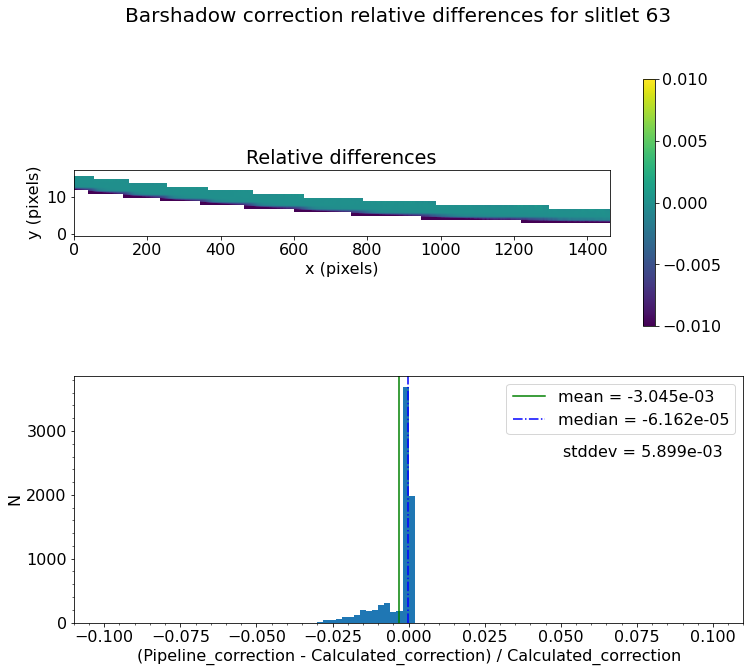 Barshadow correction relative differences for slitlet 63
Relative differences
y (pixels)
10
0
0 200 400 600 800 1000 1200 1400
x (pixels)
0.010
0.005
0.000
−0.005
−0.010
mean = -3.045e-03
median = -6.162e-05
stddev = 5.899e-03
N
3000
2000
1000
0
−0.100 −0.075 −0.050 −0.025 0.000 0.025 0.050 0.075 0.100
(Pipeline_correction - Calculated_correction) / Calculated_correction